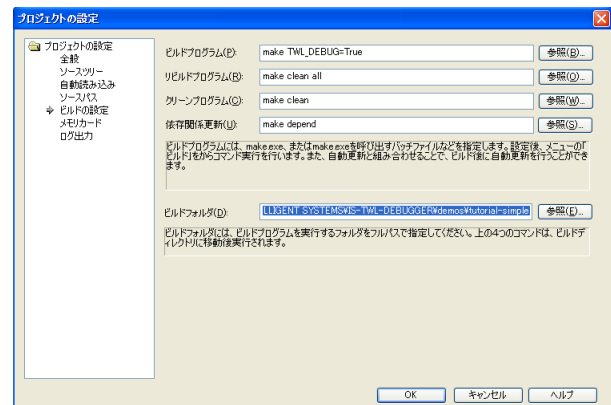 プロジェクトの設定
プロジェクトの設定
全般
ソースツリー
自動読み込み
ソースパス
ビルドの設定
メモリカード
ログ出力
ビルドプログラム(P):
make TWL_DEBUG=True
参照(B)...
リビルドプログラム(R):
make clean all
参照(O)...
クリーンプログラム(C):
make clean
参照(W)...
依存関係更新(U):
make depend
参照(S)...
ビルドプログラムには、make.exe、またはmake.exeを呼び出すバッチファイルなどを指定します。設定後、メニューの「
ビルド」をからコマンド実行を行います。また、自動更新と組み合わせることで、ビルド後に自動更新を行うことができ
ます。
ビルドフォルダ(D):
LLIGENT SYSTEMS¥IS-TWL-DEBUGGER¥demos¥tutorial-simple
参照(E)...
ビルドフォルダには、ビルドプログラムを実行するフォルダをフルパスで指定してください。上の4つのコマンドは、ビルドデ
ィレクトリに移動後実行されます。
OK
キャンセル
ヘルプ